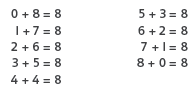 0 + 8 = 8
1 + 7 = 8
2 + 6 = 8
3 + 5 = 8
4 + 4 = 8
5 + 3 = 8
6 + 2 = 8
7 + 1 = 8
8 + 0 = 8